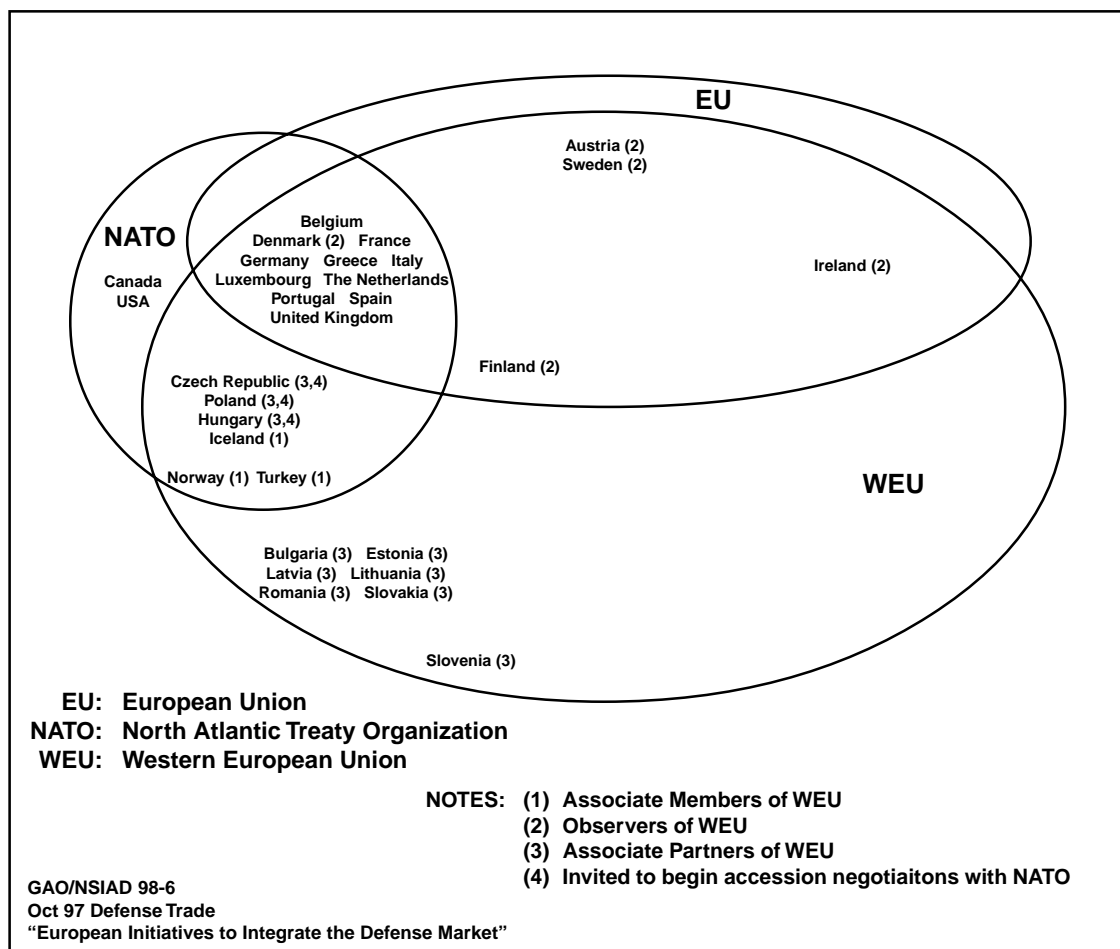 EU
Austria (2)
Sweden (2)
NATO
Canada
USA
Belgium
Denmark (2) France
Germany Greece Italy
Luxembourg The Netherlands
Portugal Spain
United Kingdom
Ireland (2)
Finland (2)
Czech Republic (3,4)
Poland (3,4)
Hungary (3,4)
Iceland (1)
Norway (1) Turkey (1)
WEU
Bulgaria (3) Estonia (3)
Latvia (3) Lithuania (3)
Romania (3) Slovakia (3)
Slovenia (3)
EU: European Union
NATO: North Atlantic Treaty Organization
WEU: Western European Union
NOTES: (1) Associate Members of WEU
(2) Observers of WEU
(3) Associate Partners of WEU
(4) Invited to begin accession negotiaitons with NATO
GAO/NSIAD 98-6
Oct 97 Defense Trade
“European Initiatives to Integrate the Defense Market”